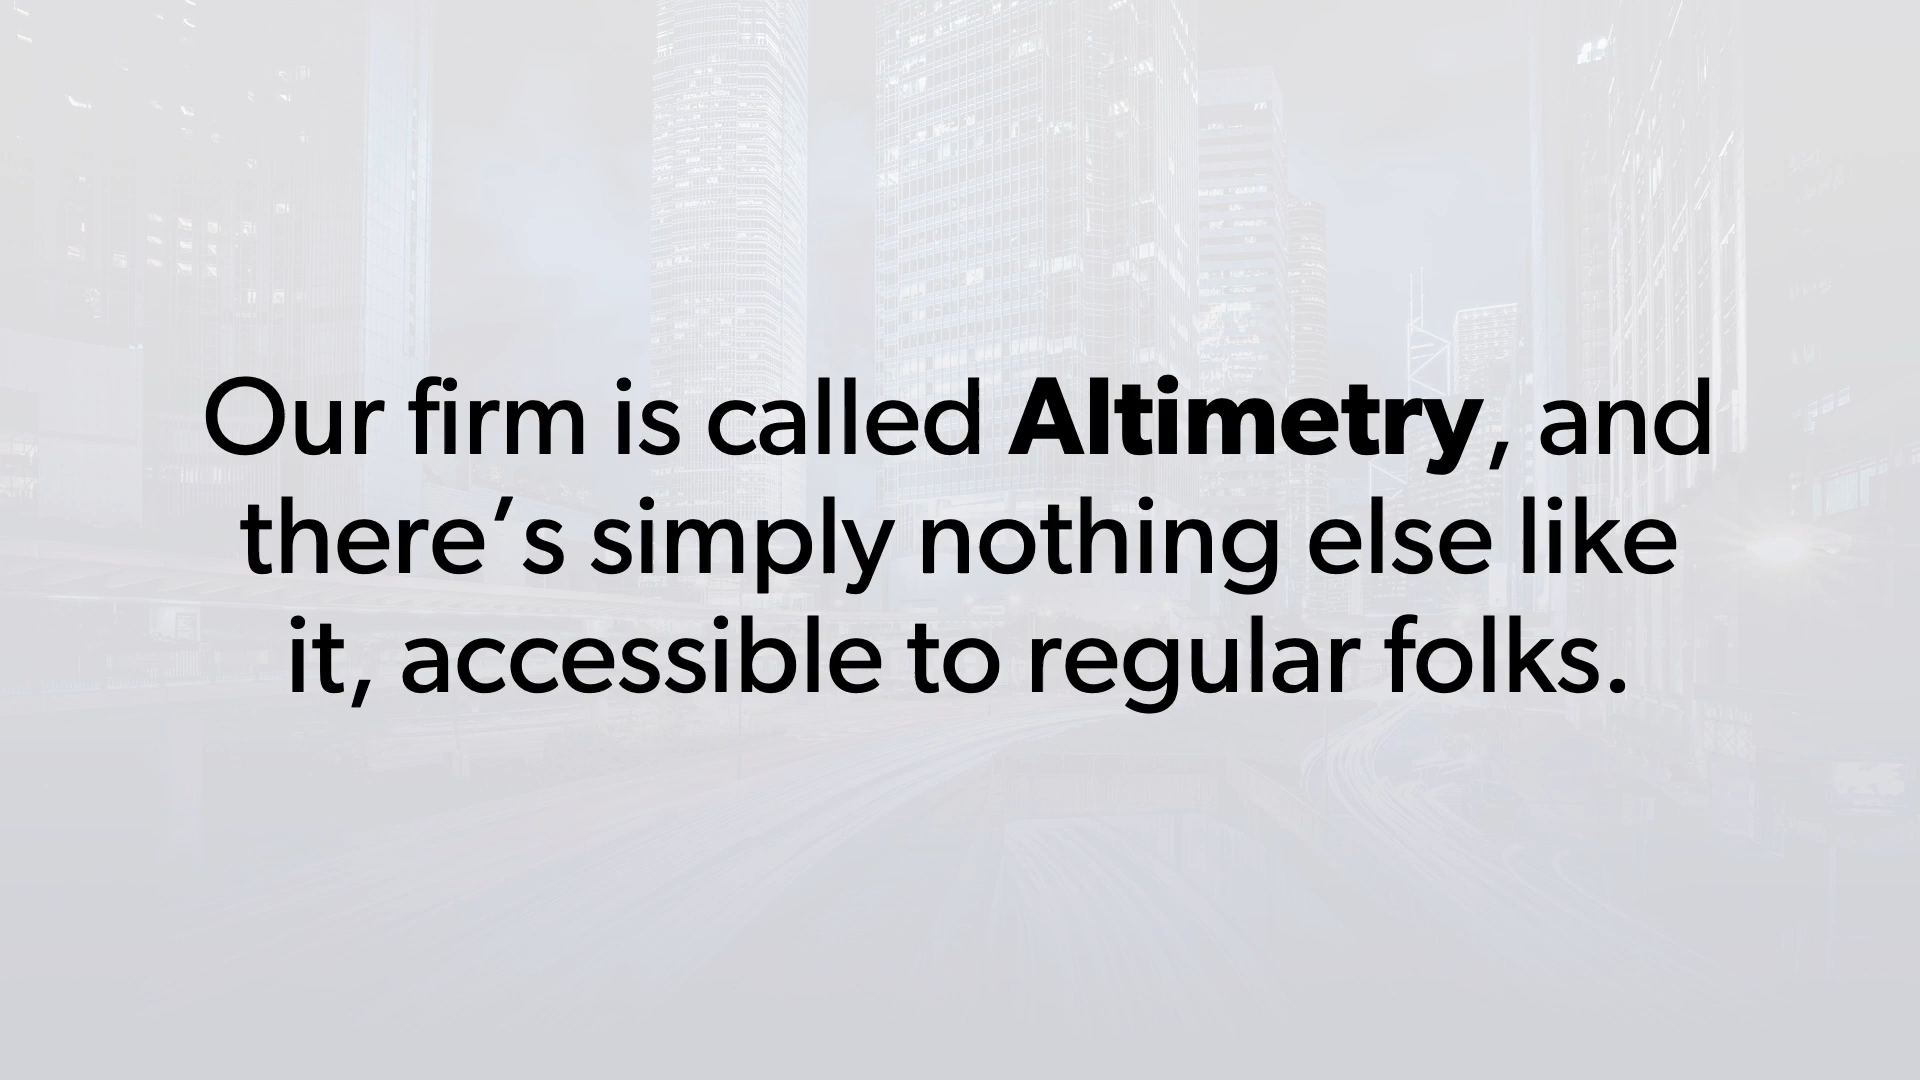 Our firm is called Altimetry, and
there’s simply nothing else like
it, accessible to regular folks.